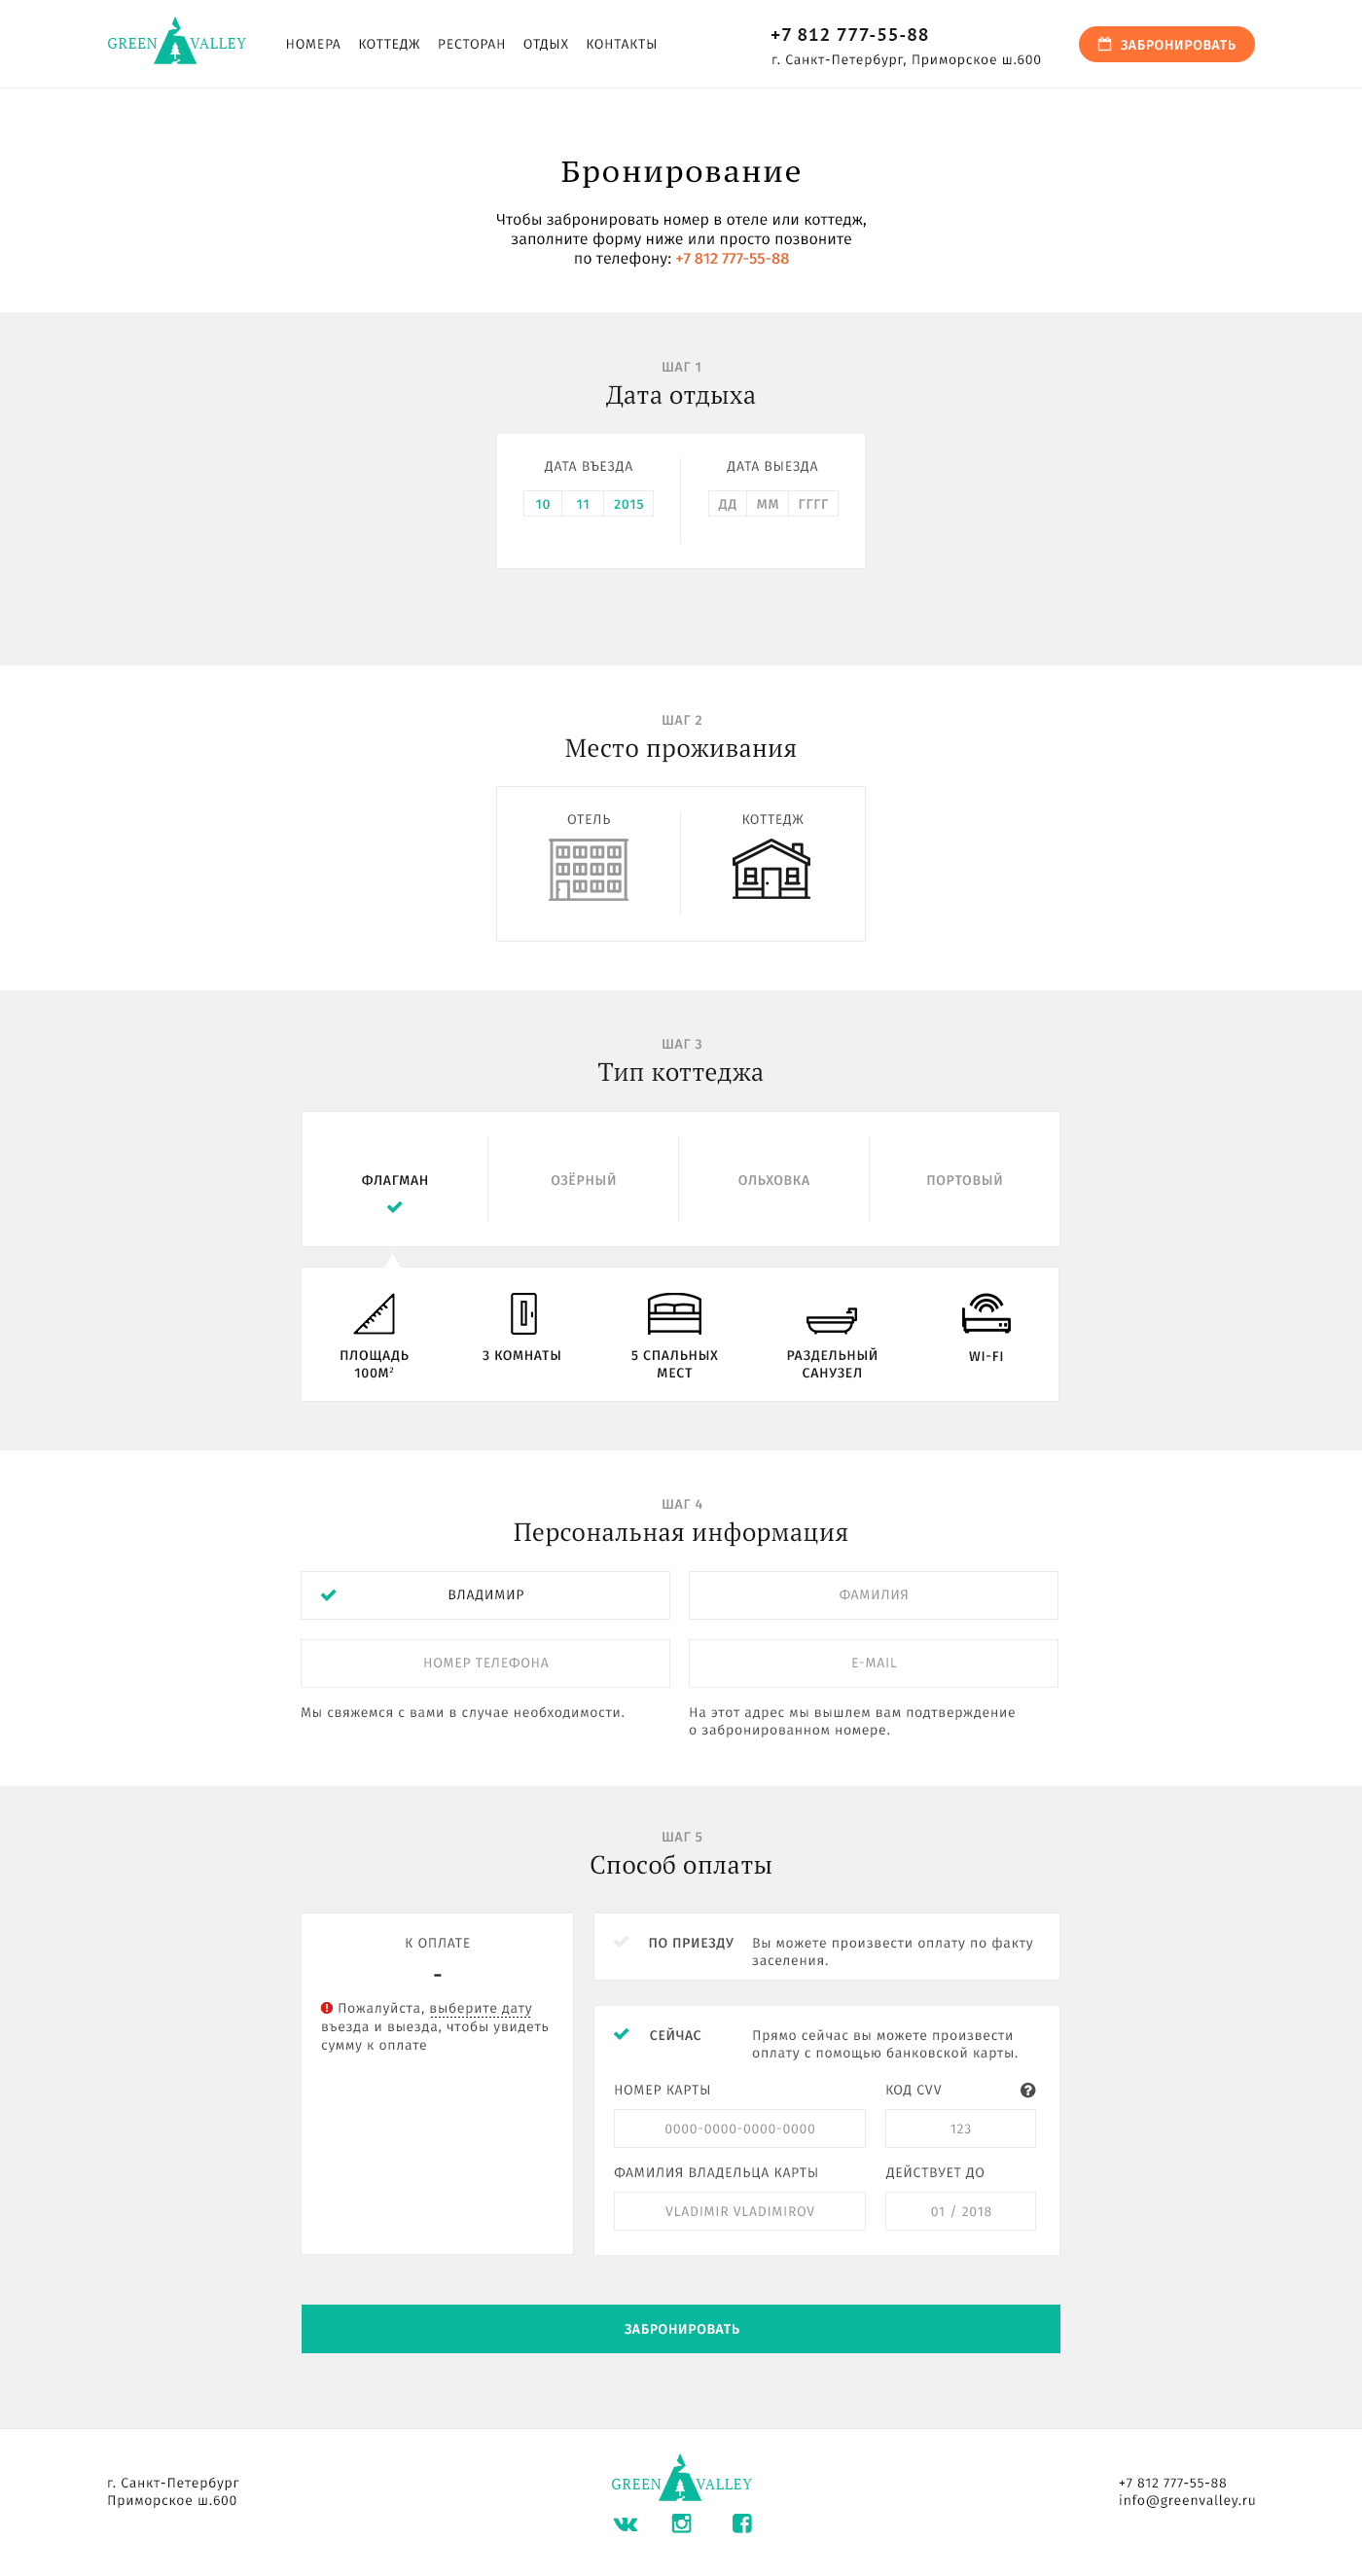 GREEN VALLEY
НОМЕРА КОТТЕДЖ РЕСТОРАН ОТДЫХ КОНТАКТЫ
+7 812 777-55-88
г. Санкт-Петербург, Приморское ш.600
ЗАБРОНИРОВАТЬ
Бронирование
Чтобы забронировать номер в отеле или коттедж,
заполните форму ниже или просто позвоните
по телефону: +7 812 777-55-88
ШАГ 1
Дата отдыха
ДАТА ВЪЕЗДА
10 11 2015
ДАТА ВЫЕЗДА
ДД ММ ГГГГ
ШАГ 2
Место проживания
ОТЕЛЬ
КОТТЕДЖ
ШАГ 3
Тип коттеджа
ФЛАГМАН
ОЗЁРНЫЙ
ОЛЬХОВКА
ПОРТОВЫЙ
ПЛОЩАДЬ
100М²
3 КОМНАТЫ
5 СПАЛЬНЫХ
МЕСТ
РАЗДЕЛЬНЫЙ
САНУЗЕЛ
WI-FI
ШАГ 4
Персональная информация
ВЛАДИМИР
ФАМИЛИЯ
НОМЕР ТЕЛЕФОНА
E-MAIL
Мы свяжемся с вами в случае необходимости.
На этот адрес мы вышлем вам подтверждение
о забронированном номере.
ШАГ 5
Способ оплаты
К ОПЛАТЕ
-
Пожалуйста, выберите дату
въезда и выезда, чтобы увидеть
сумму к оплате
ПО ПРИЕЗДУ
Вы можете произвести оплату по факту
заселения.
СЕЙЧАС
Прямо сейчас вы можете произвести
оплату с помощью банковской карты.
НОМЕР КАРТЫ
0000-0000-0000-0000
КОД CVV
123
ФАМИЛИЯ ВЛАДЕЛЬЦА КАРТЫ
VLADIMIR VLADIMIROV
ДЕЙСТВУЕТ ДО
01 / 2018
ЗАБРОНИРОВАТЬ
г. Санкт-Петербург
Приморское ш.600
GREEN VALLEY
+7 812 777-55-88
info@greenvalley.ru